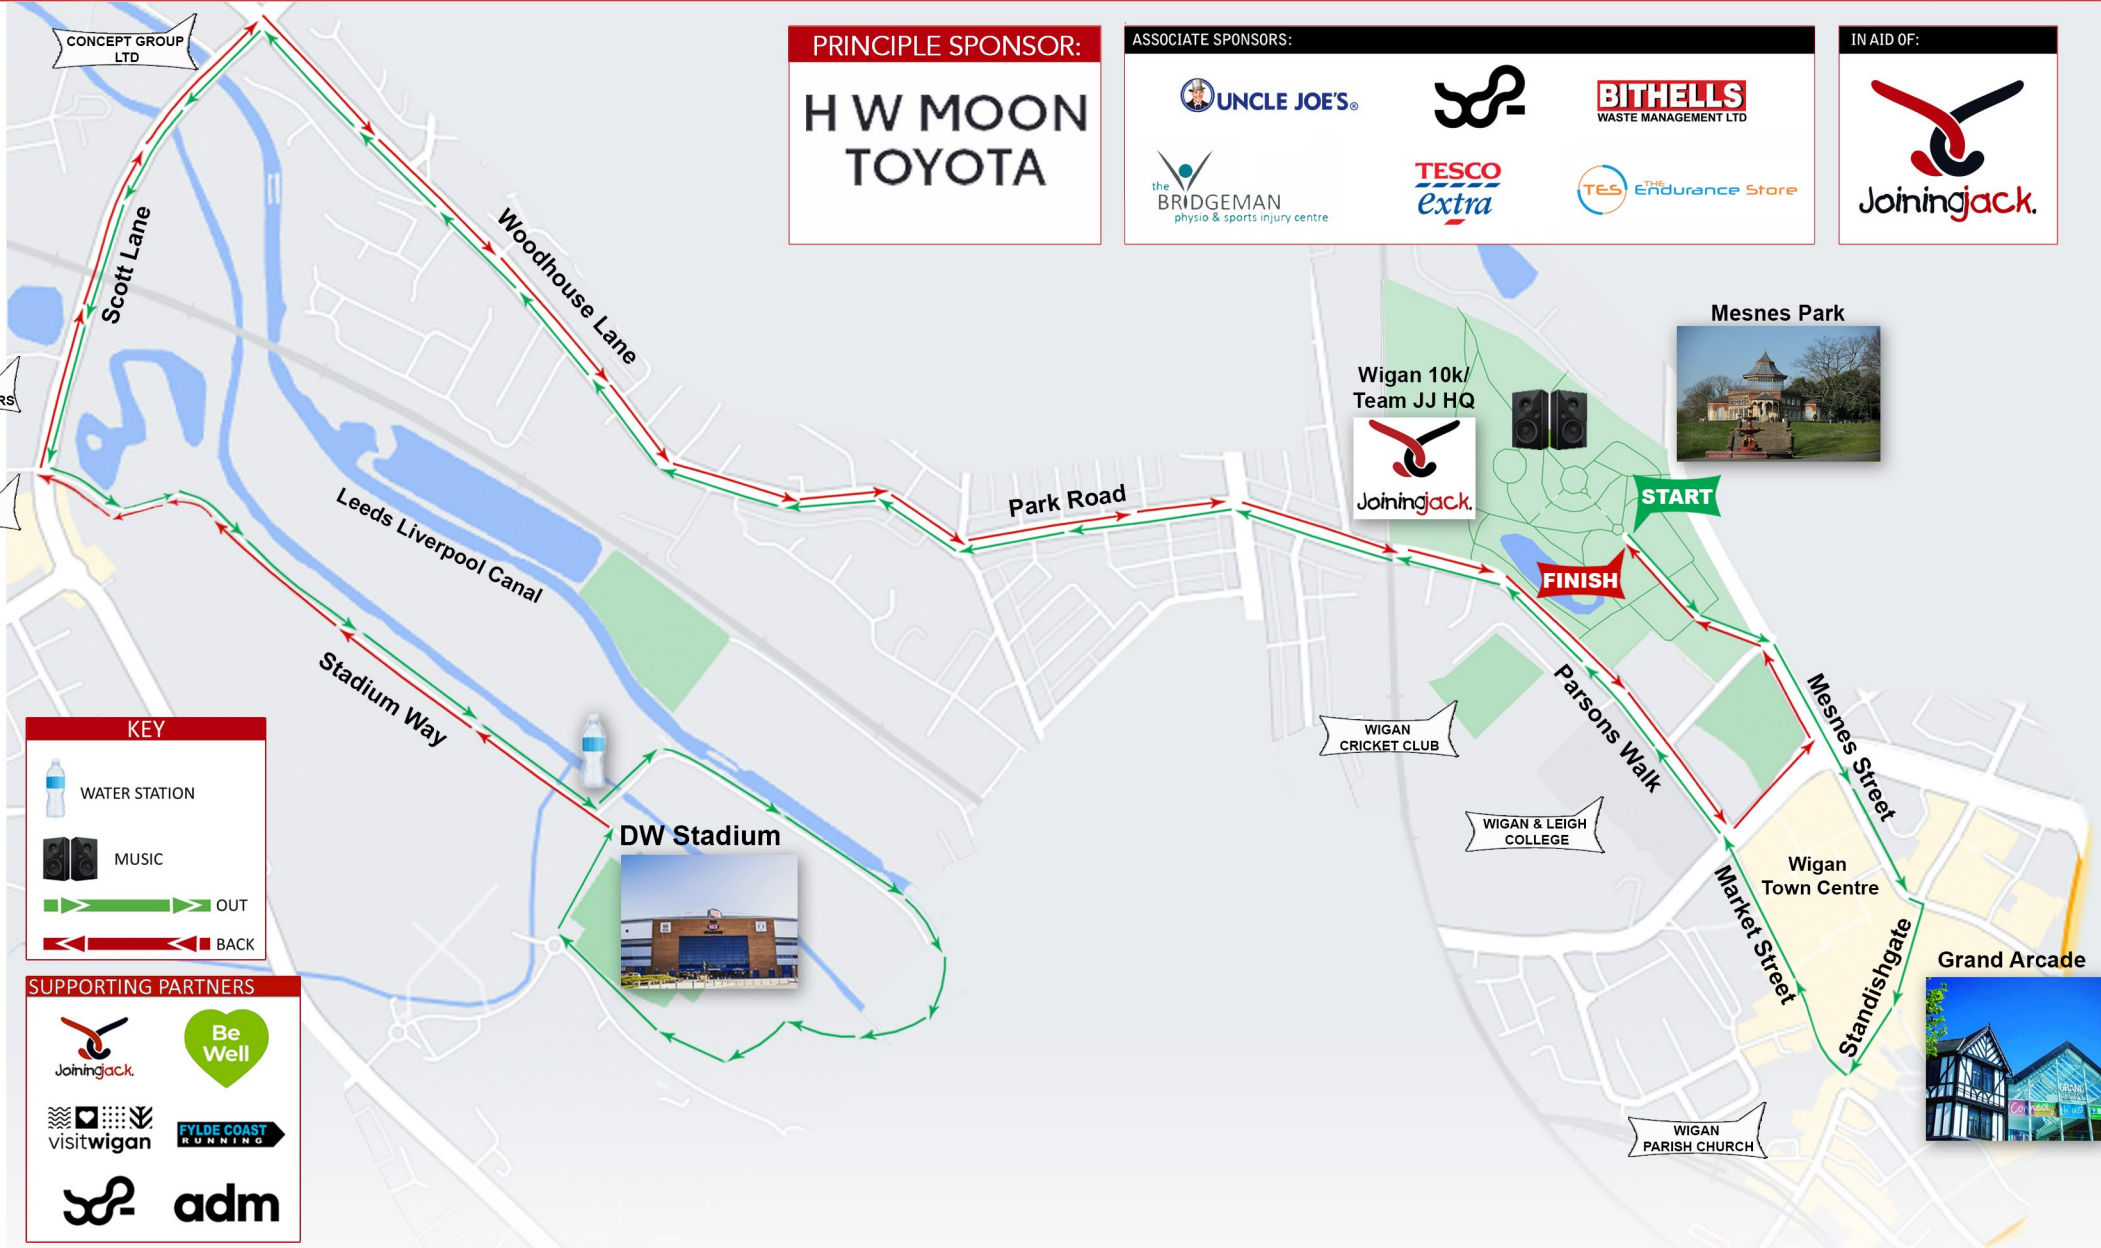 CONCEPT GROUP
LTD
PRINCIPLE SPONSOR:
H W MOON
TOYOTA
ASSOCIATE SPONSORS:
UNCLE JOE'S®
BITHELLS
WASTE MANAGEMENT LTD
the
BRIDGEMAN
physio & sports injury centre
TESCO
extra
TES
THE
Endurance Store
IN AID OF:
Joiningjack.
Scott Lane
Woodhouse Lane
RS
Leeds Liverpool Canal
Stadium Way
Park Road
Wigan 10k/
Team JJ HQ
Joiningjack.
Mesnes Park
START
FINISH
Parsons Walk
Mesnes Street
WIGAN
CRICKET CLUB
WIGAN & LEIGH
COLLEGE
Wigan
Town Centre
Market Street
Standishgate
Grand Arcade
GRAND
WIGAN
PARISH CHURCH
DW Stadium
KEY
WATER STATION
MUSIC
OUT
BACK
SUPPORTING PARTNERS
Joiningjack.
Be
Well
visitwigan
FYLDE COAST
RUNNING
adm